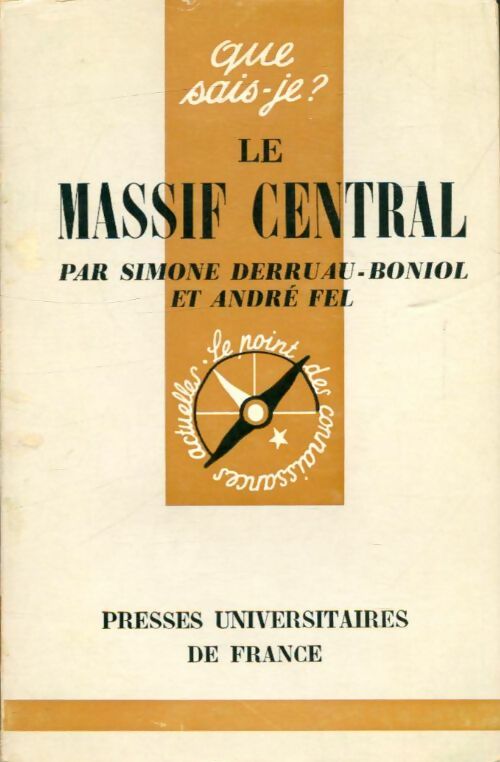 que
sais-je?
LE
MASSIF CENTRAL
PAR SIMONE DERRUAU-BONIOL
ET ANDRÉ FEL
Le point des connaissances actuelles.
PRESSES UNIVERSITAIRES
DE FRANCE